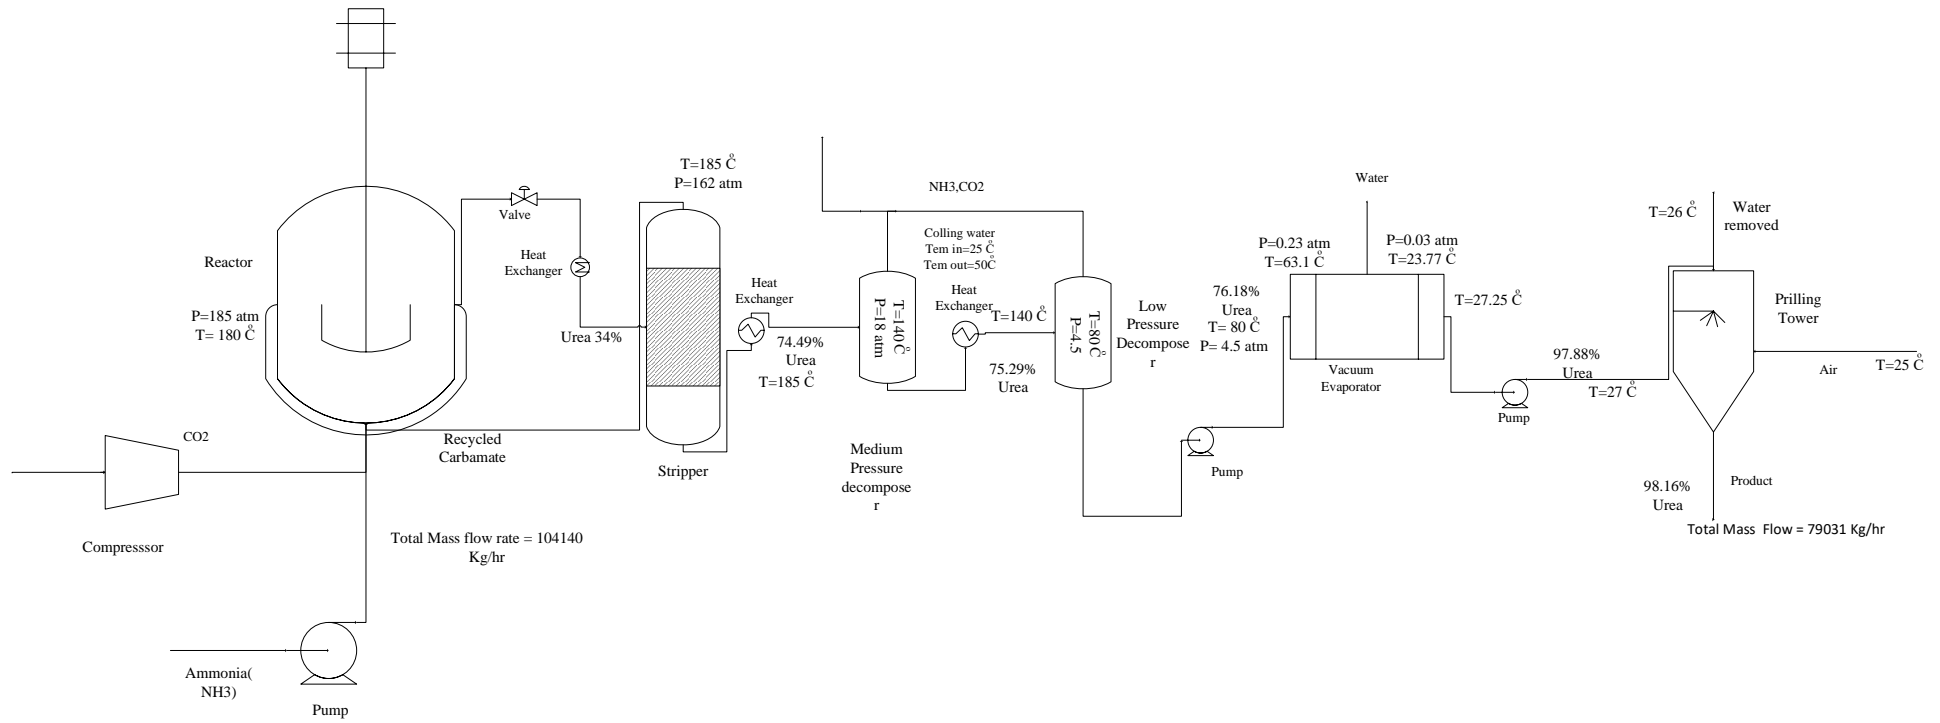 T=185 C̊
P=162 atm
Valve
Reactor
Heat
Exchanger
P=185 atm
T= 180 C̊
Urea 34%
CO2
Recycled
Carbamate
Stripper
Compresssor
Total Mass flow rate = 104140
Kg/hr
Ammonia(
NH3)
Pump
Heat
Exchanger
74.49%
Urea
T=185 C̊
NH3,CO2
Colling water
Tem in=25 C̊
Tem out=50C̊
T=140 C̊
P=18 atm
Heat
Exchanger
T=140 C̊
75.29%
Urea
Medium
Pressure
decompose
r
T=80 C̊
P=4.5
Low
Pressure
Decompose
r
Pump
76.18%
Urea
T= 80 C̊
P= 4.5 atm
Water
P=0.23 atm
T=63.1 C̊
P=0.03 atm
T=23.77 C̊
T=27.25 C̊
Vacuum
Evaporator
Pump
97.88%
Urea
T=27 C̊
T=26 C̊
Water
removed
Prilling
Tower
Air
T=25 C̊
98.16%
Urea
Product
Total Mass  Flow = 79031 Kg/hr